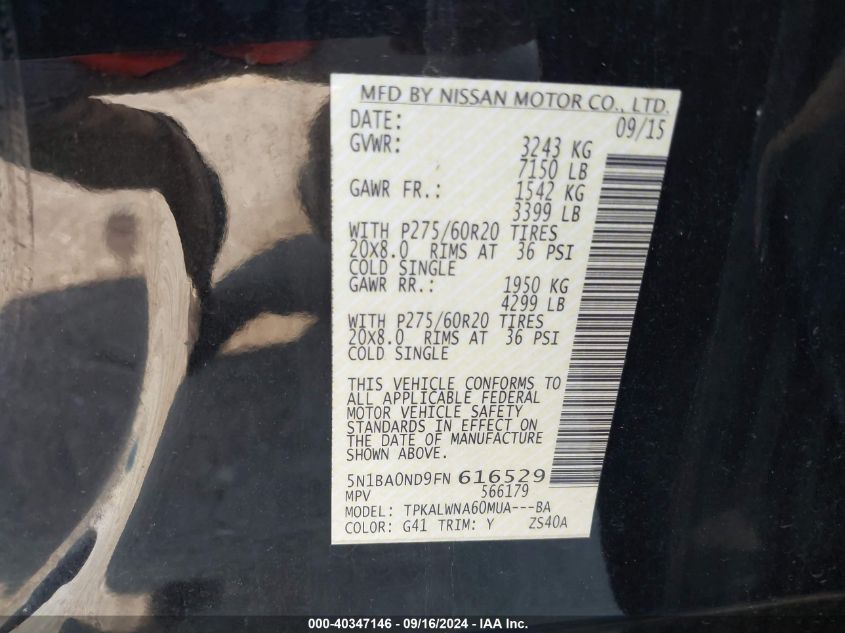 MFD BY NISSAN MOTOR CO., LTD.
DATE: 09/15
GVWR: 3243 KG
7150 LB
GAWR FR.: 1542 KG
3399 LB
WITH P275/60R20 TIRES
20X8.0 RIMS AT 36 PSI
COLD SINGLE
GAWR RR.: 1950 KG
4299 LB
WITH P275/60R20 TIRES
20X8.0 RIMS AT 36 PSI
COLD SINGLE
THIS VEHICLE CONFORMS TO
ALL APPLICABLE FEDERAL
MOTOR VEHICLE SAFETY
STANDARDS IN EFFECT ON
THE DATE OF MANUFACTURE
SHOWN ABOVE.
5N1BA0ND9FN 616529
MPV 566179
MODEL: TPKALWNA60MUA---BA
COLOR: G41 TRIM: Y ZS40A
000-40347146 - 09/16/2024 - IAA Inc.